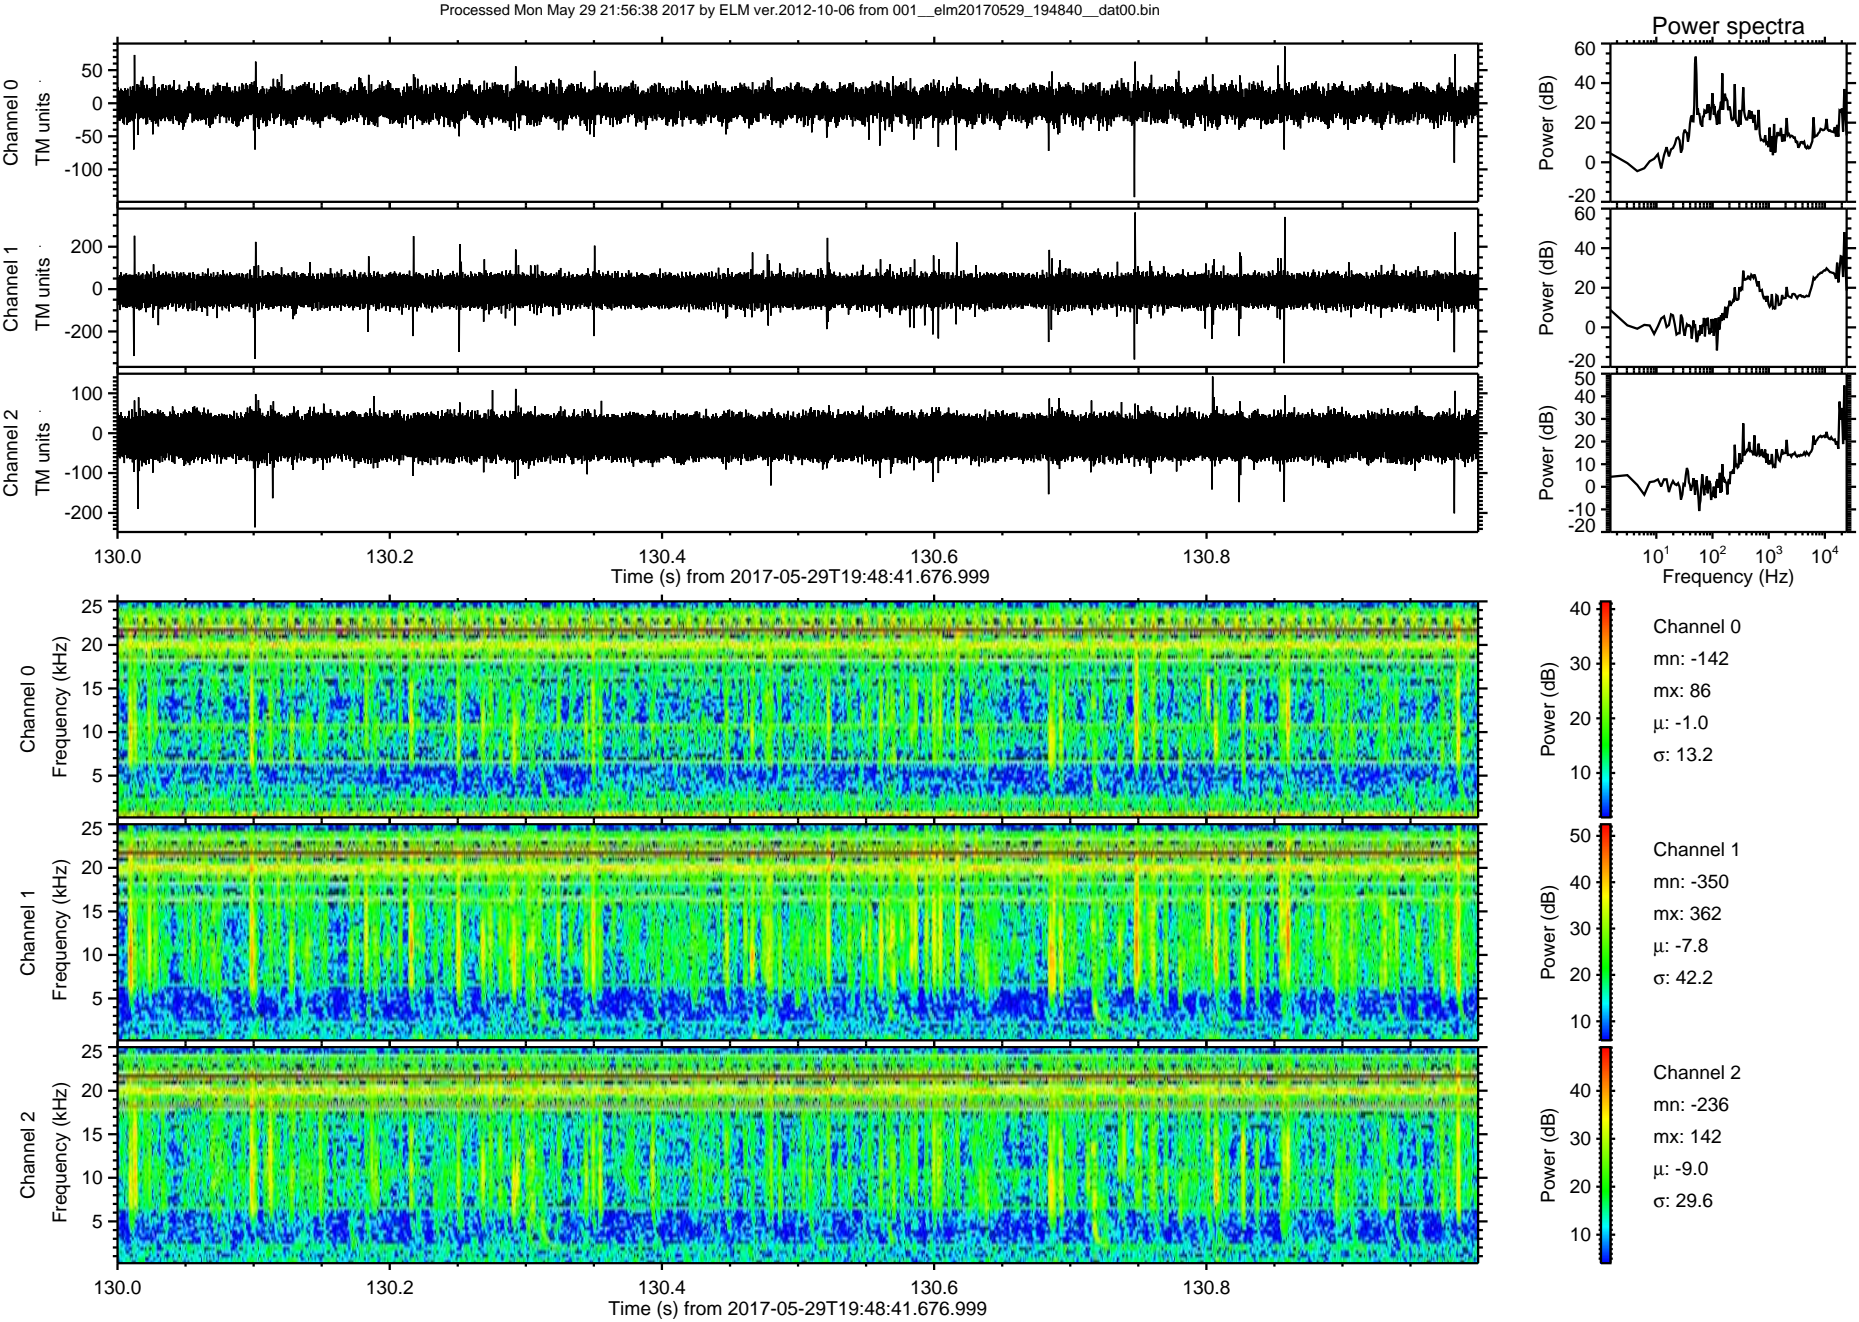 Processed Mon May 29 21:56:38 2017 by ELM ver.2012-10-06 from 001__elm20170529_194840__dat00.bin
Power spectra
Channel 0
TM units
50
0
-50
-100
Power (dB)
60
40
20
0
-20
Channel 1
TM units
200
0
-200
Power (dB)
60
40
20
0
-20
Channel 2
TM units
100
0
-100
-200
Power (dB)
50
40
30
20
10
0
-10
-20
130.0 130.2 130.4 130.6 130.8
Time (s) from 2017-05-29T19:48:41.676.999
10^1 10^2 10^3 10^4
Frequency (Hz)
Channel 0
Frequency (kHz)
25
20
15
10
5
Power (dB)
40
30
20
10
Channel 0
mn: -142
mx: 86
μ: -1.0
σ: 13.2
Channel 1
Frequency (kHz)
25
20
15
10
5
Power (dB)
50
40
30
20
10
Channel 1
mn: -350
mx: 362
μ: -7.8
σ: 42.2
Channel 2
Frequency (kHz)
25
20
15
10
5
Power (dB)
40
30
20
10
Channel 2
mn: -236
mx: 142
μ: -9.0
σ: 29.6
130.0 130.2 130.4 130.6 130.8
Time (s) from 2017-05-29T19:48:41.676.999